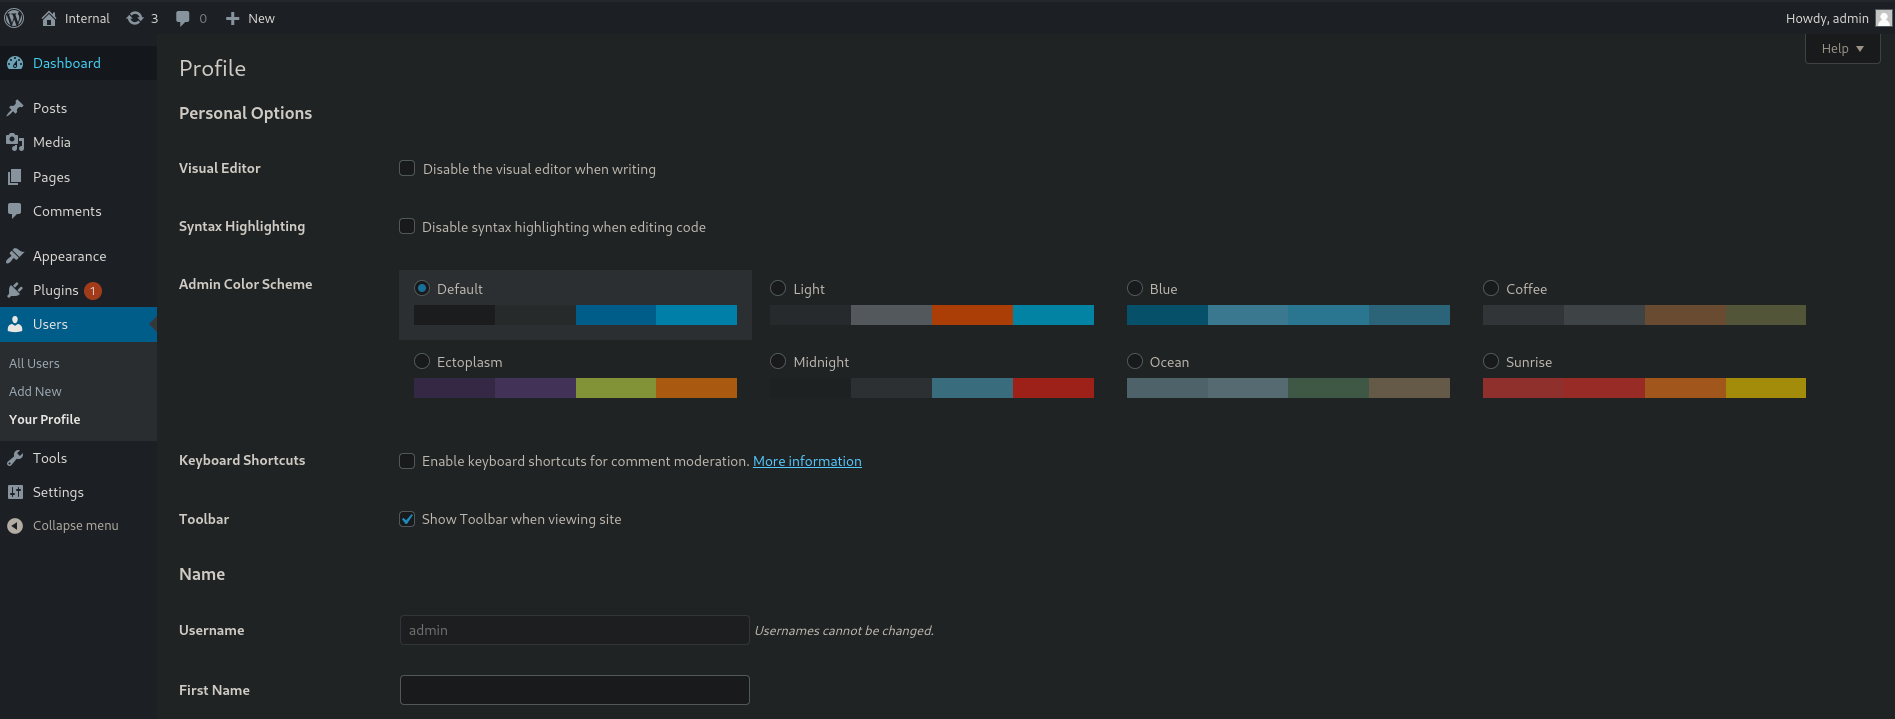 Internal 3 0 New Howdy, admin
Help
Dashboard
Posts
Media
Pages
Comments
Appearance
Plugins 1
Users
All Users
Add New
Your Profile
Tools
Settings
Collapse menu
Profile
Personal Options
Visual Editor Disable the visual editor when writing
Syntax Highlighting Disable syntax highlighting when editing code
Admin Color Scheme Default Light Blue Coffee
Ectoplasm Midnight Ocean Sunrise
Keyboard Shortcuts Enable keyboard shortcuts for comment moderation. More information
Toolbar Show Toolbar when viewing site
Name
Username admin Usernames cannot be changed.
First Name